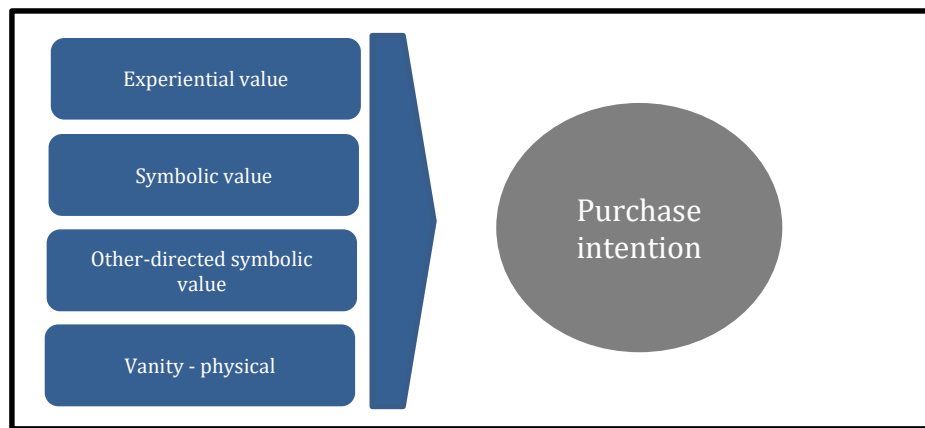 Experiential value
Symbolic value
Other-directed symbolic
value
Vanity - physical
Purchase
intention